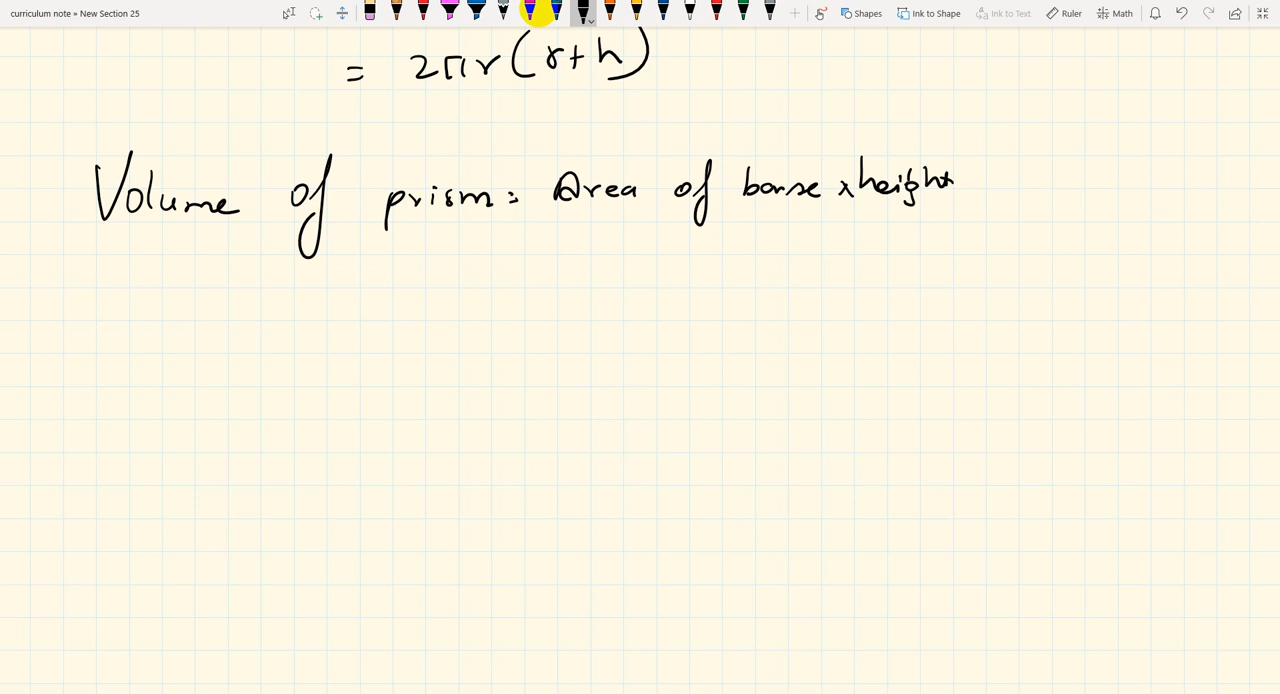 curriculum note » New Section 25
Shapes Ink to Shape Ink to Text Ruler Math
= 2πr(r+h)
Volume of prism = Area of base × height